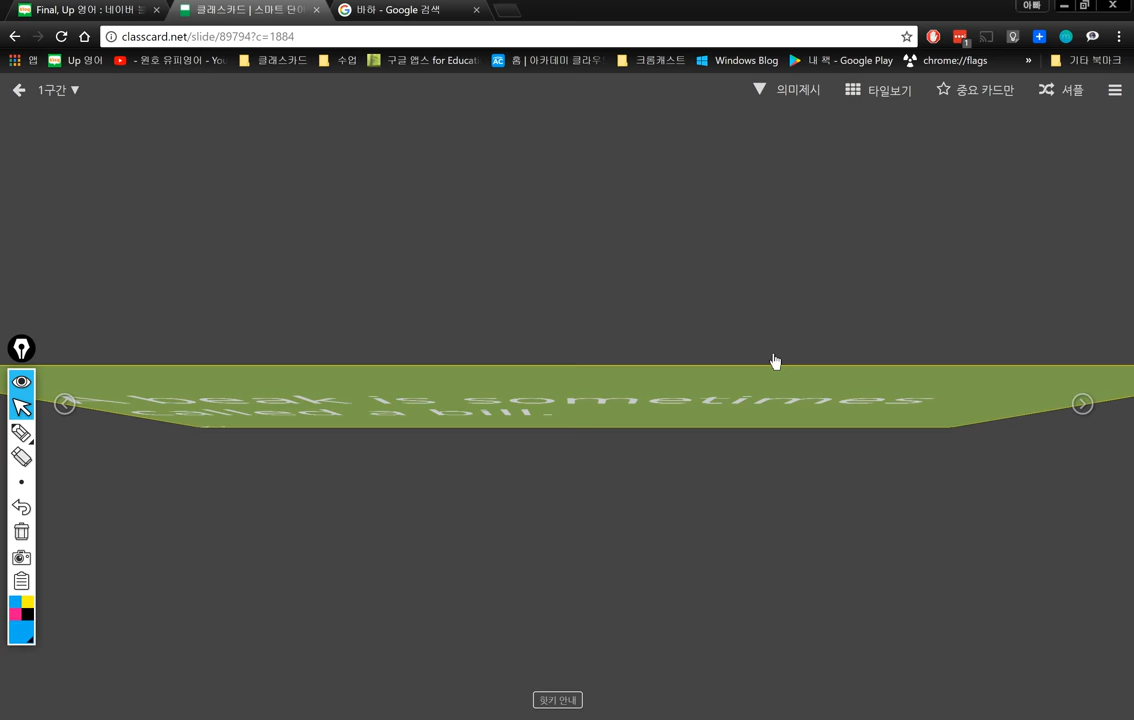 Final, Up 영어 : 네이버 블
클래스카드 | 스마트 단어
바하 - Google 검색
아빠
classcard.net/slide/89794?c=1884
1
앱
Up 영어
- 원호 유피영어 - You
클래스카드
수업
구글 앱스 for Educati
홈 | 아카데미 클라우
크롬캐스트
Windows Blog
내 책 - Google Play
chrome://flags
»
기타 북마크
1구간 ▼
의미제시
타일보기
중요 카드만
셔플
A beak is sometimes
called a bill.
핫키 안내